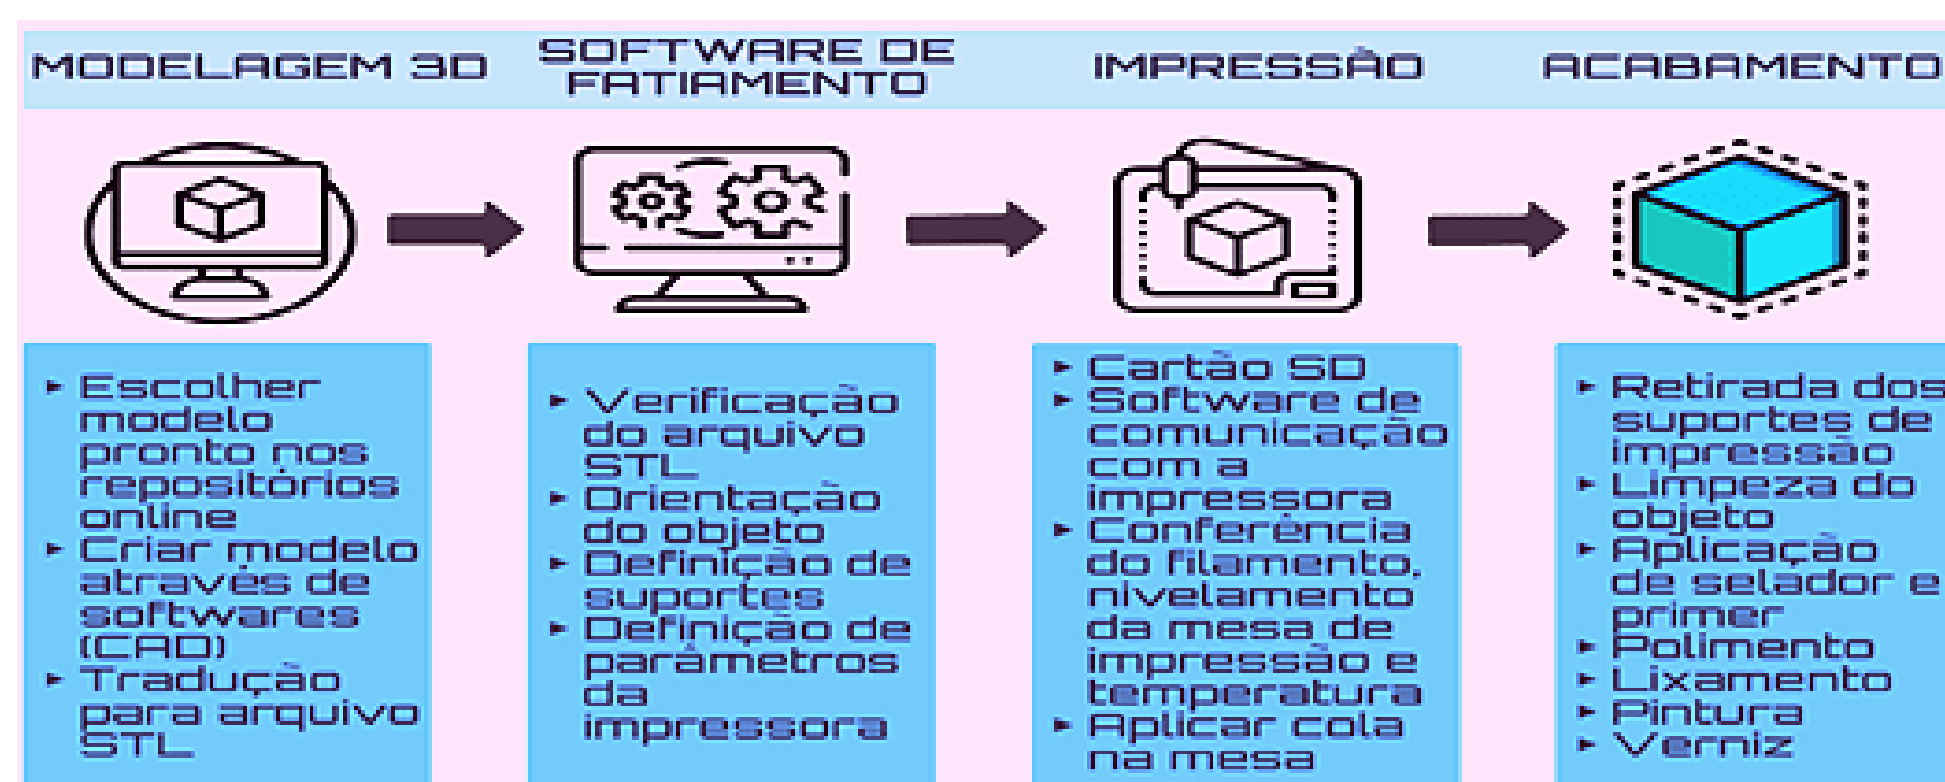 MODELAGEM 3D
SOFTWARE DE
FATIAMENTO
IMPRESSÃO
ACABAMENTO
▸ Escolher
modelo
pronto nos
repositórios
online
▸ Criar modelo
através de
softwares
(CAD)
▸ Tradução
para arquivo
STL
▸ Verificação
do arquivo
STL
▸ Orientação
do objeto
▸ Definição de
suportes
▸ Definição de
parâmetros
da
impressora
▸ Cartão SD
▸ Software de
comunicação
com a
impressora
▸ Conferência
do filamento,
nivelamento
da mesa de
impressão e
temperatura
▸ Aplicar cola
na mesa
▸ Retirada dos
suportes de
impressão
▸ Limpeza do
objeto
▸ Aplicação
de selador e
primer
▸ Polimento
▸ Lixamento
▸ Pintura
▸ Verniz